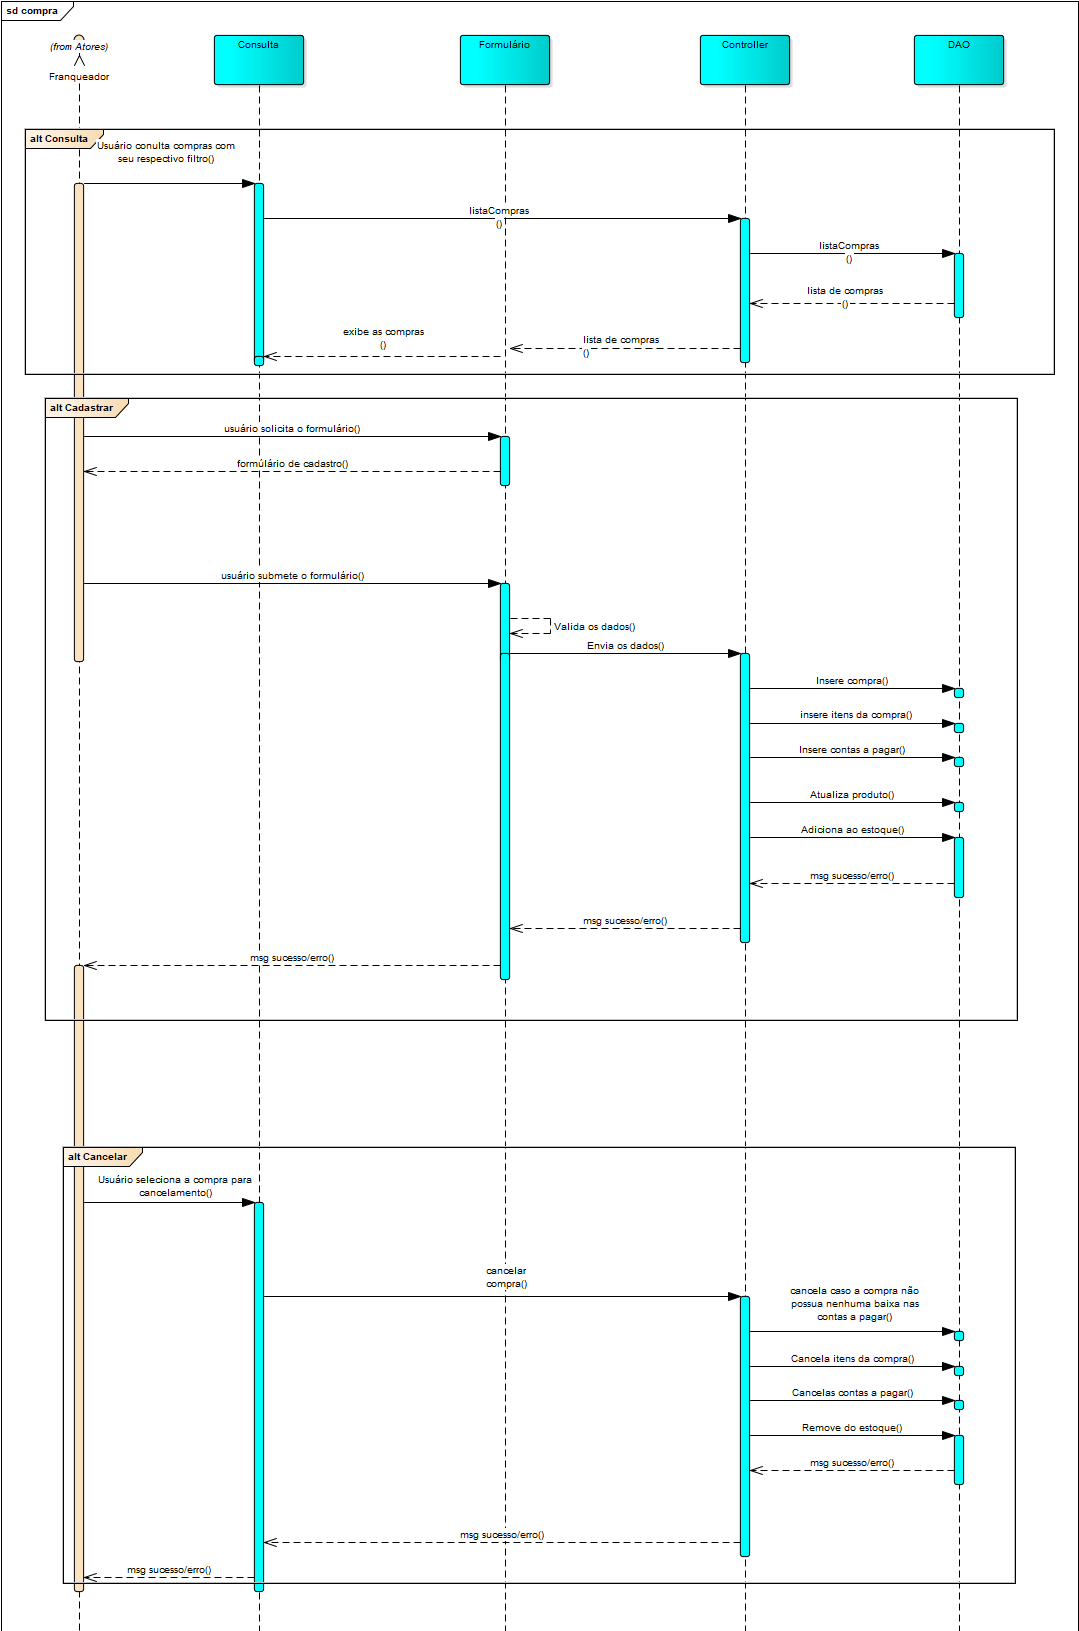 sd compra
(from Atores)
Franqueador
Consulta
Formulário
Controller
DAO
alt Consulta
Usuário conulta compras com
seu respectivo filtro()
listaCompras
()
listaCompras
()
lista de compras
()
exibe as compras
()
lista de compras
()
alt Cadastrar
usuário solicita o formulário()
formulário de cadastro()
usuário submete o formulário()
Valida os dados()
Envia os dados()
Insere compra()
insere itens da compra()
Insere contas a pagar()
Atualiza produto()
Adiciona ao estoque()
msg sucesso/erro()
msg sucesso/erro()
msg sucesso/erro()
alt Cancelar
Usuário seleciona a compra para
cancelamento()
cancelar
compra()
cancela caso a compra não
possua nenhuma baixa nas
contas a pagar()
Cancela itens da compra()
Cancelas contas a pagar()
Remove do estoque()
msg sucesso/erro()
msg sucesso/erro()
msg sucesso/erro()